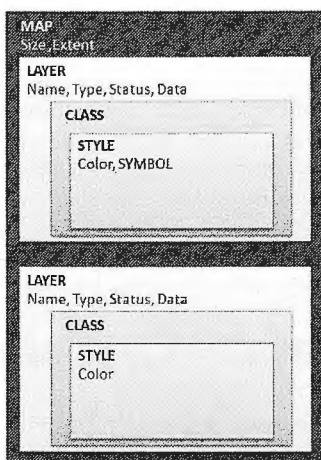 MAP
Size, Extent
LAYER
Name, Type, Status, Data
CLASS
STYLE
Color, SYMBOL
LAYER
Name, Type, Status, Data
CLASS
STYLE
Color